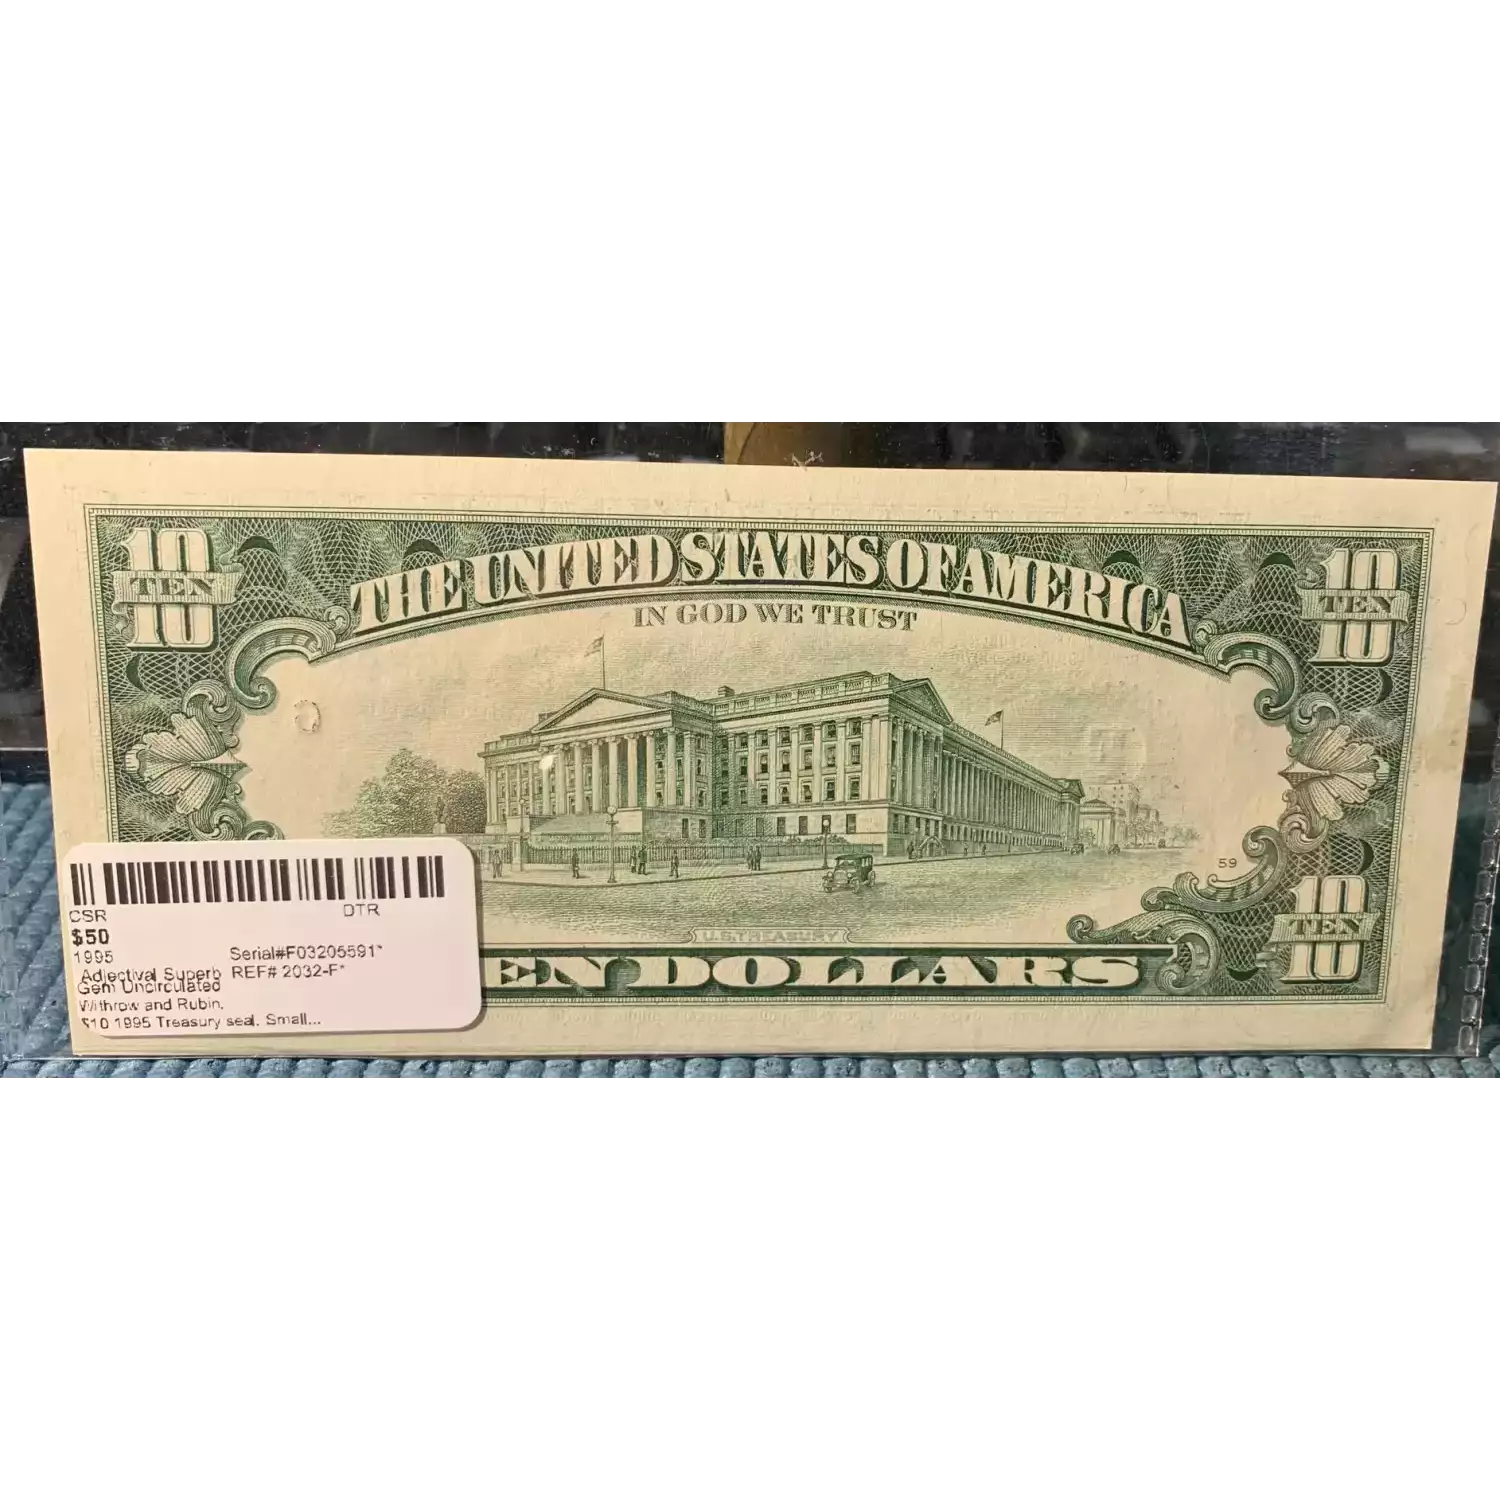 10
TEN
10
THE UNITED STATES OF AMERICA
IN GOD WE TRUST
10
TEN
10
59
U.S. TREASURY
EN DOLLARS
10
TEN
10
CSR DTR
$50
1995 Serial#F03205591*
Adjectival Superb REF# 2032-F*
Gem Uncirculated
Withrow and Rubin.
$10 1995 Treasury seal. Small...